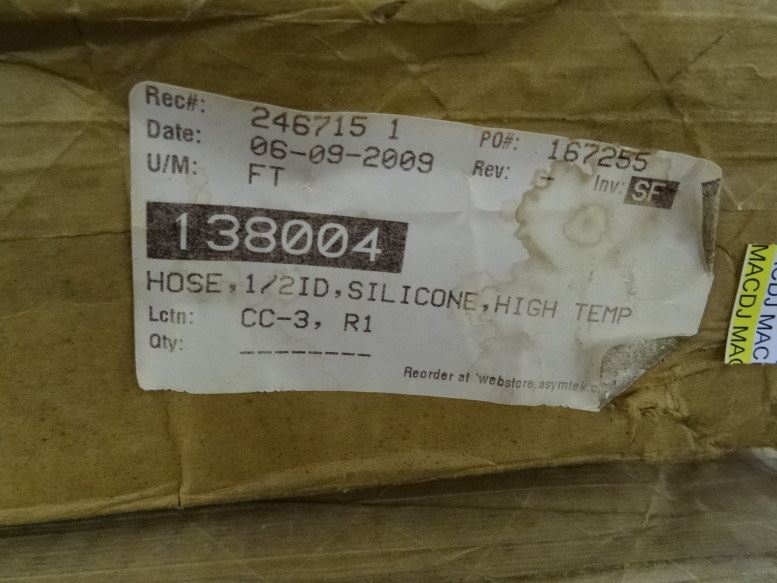 Rec#: 246715 1 PO#: 167255
Date: 06-09-2009 Rev: - Inv: SF
U/M: FT
138004
HOSE,1/2ID,SILICONE,HIGH TEMP
Lctn: CC-3, R1
Qty: --------
Reorder at 'webstore.asymtek.c
MACDJ MAC
MACDJ MAC